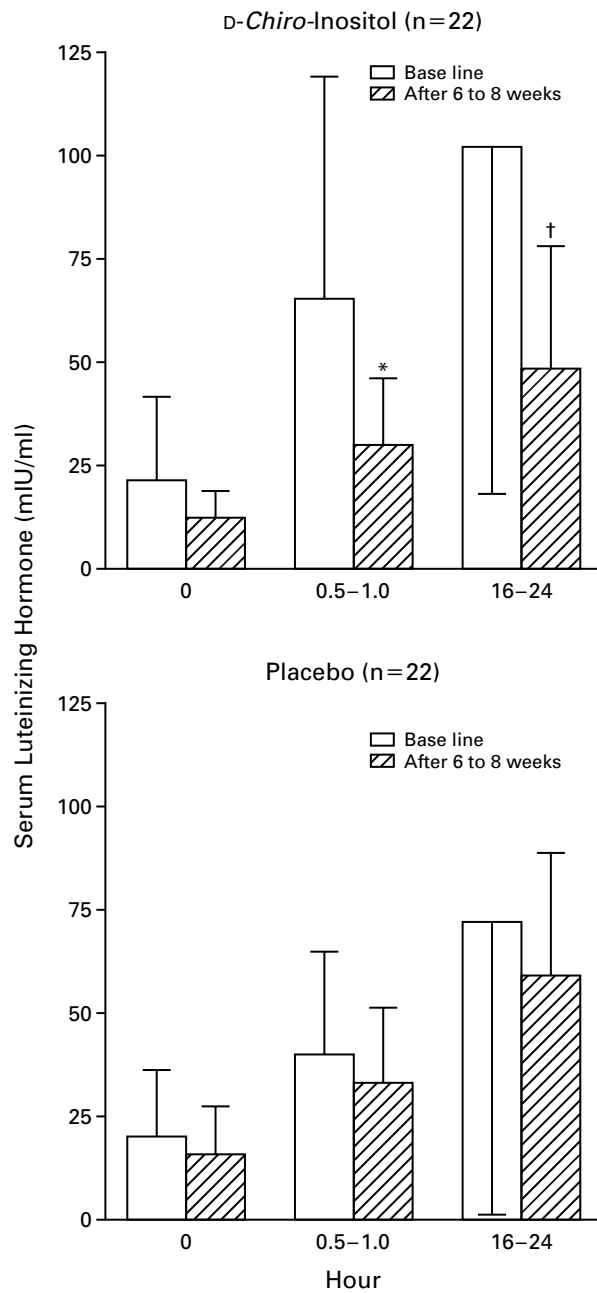 D-Chiro-Inositol (n=22)
125
100
75
50
25
0
Base line
After 6 to 8 weeks
*
†
0
0.5–1.0
16–24
Serum Luteinizing Hormone (mIU/ml)
Placebo (n=22)
125
100
75
50
25
0
Base line
After 6 to 8 weeks
0
0.5–1.0
16–24
Hour